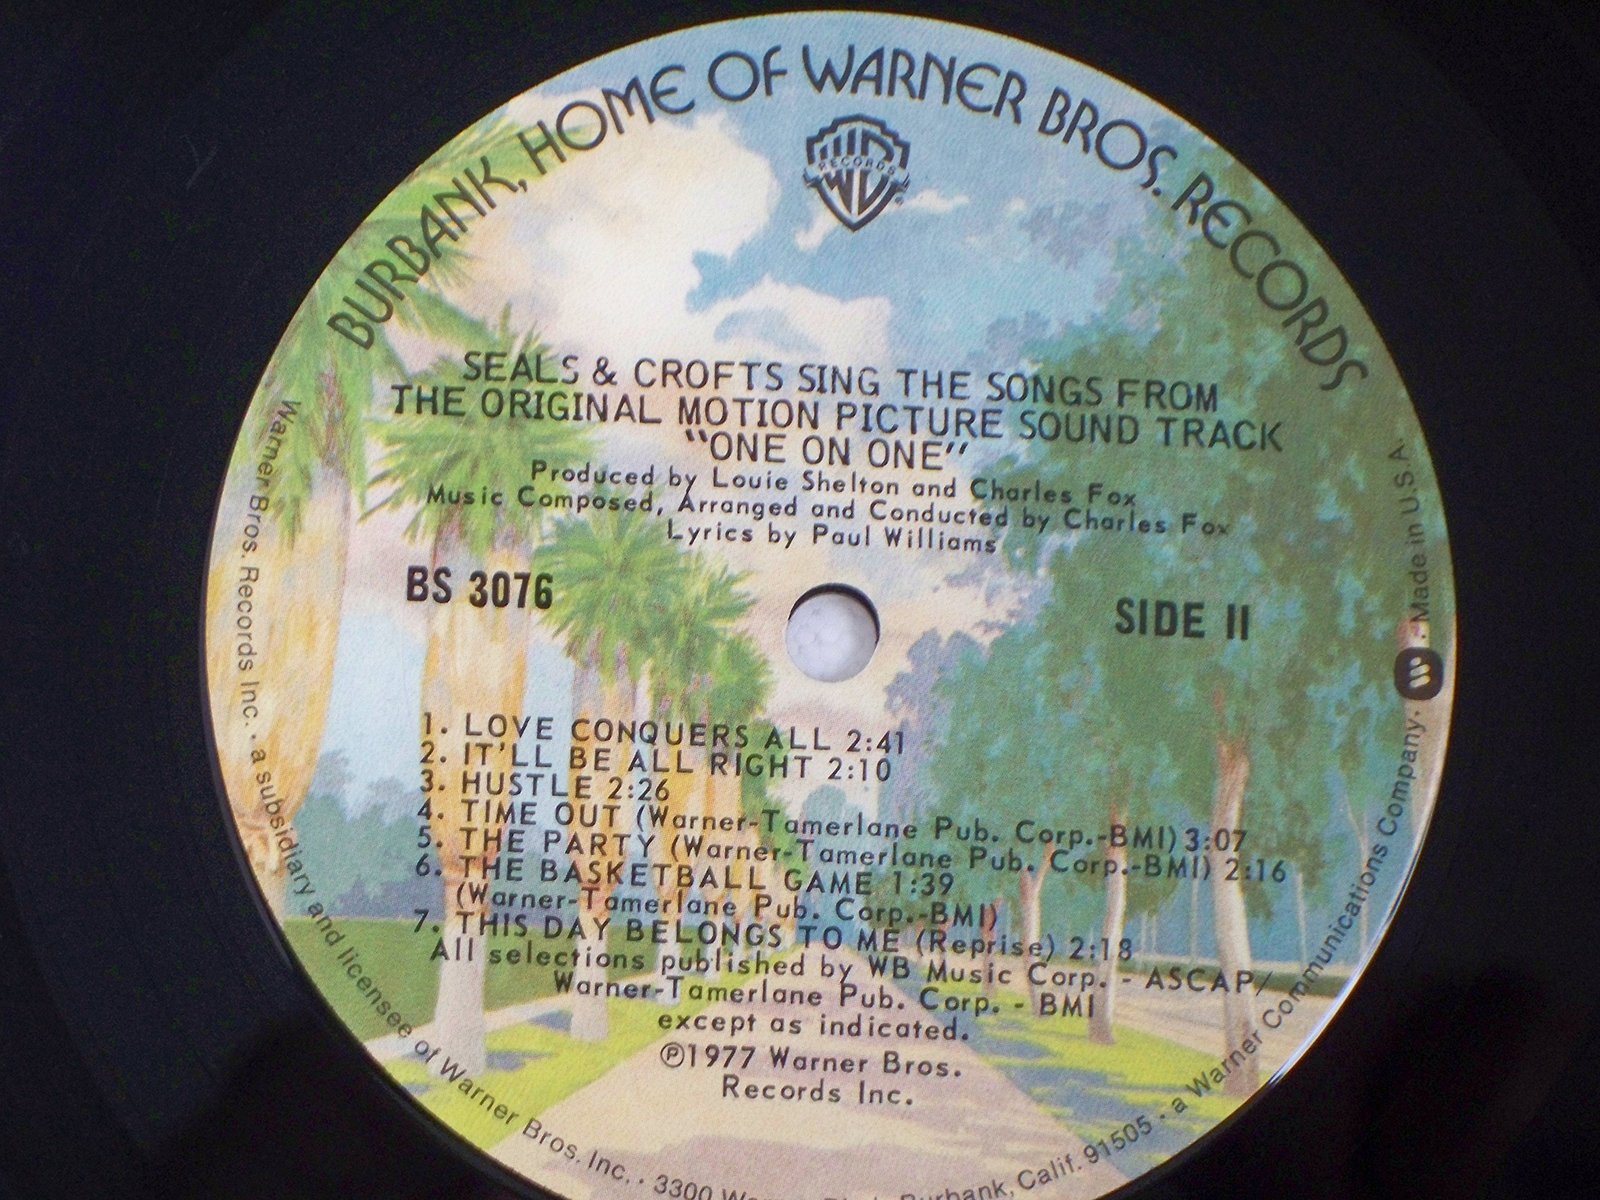 BURBANK, HOME OF WARNER BROS. RECORDS
RECORDS
SEALS & CROFTS SING THE SONGS FROM
THE ORIGINAL MOTION PICTURE SOUND TRACK
"ONE ON ONE"
Produced by Louie Shelton and Charles Fox
Music Composed, Arranged and Conducted by Charles Fox
Lyrics by Paul Williams
BS 3076
SIDE II
1. LOVE CONQUERS ALL 2:41
2. IT'LL BE ALL RIGHT 2:10
3. HUSTLE 2:26
4. TIME OUT (Warner-Tamerlane Pub. Corp.-BMI) 3:07
5. THE PARTY (Warner-Tamerlane Pub. Corp.-BMI) 2:16
6. THE BASKETBALL GAME 1:39
(Warner-Tamerlane Pub. Corp.-BMI)
7. THIS DAY BELONGS TO ME (Reprise) 2:18
All selections published by WB Music Corp. - ASCAP/
Warner-Tamerlane Pub. Corp. - BMI
except as indicated.
℗1977 Warner Bros.
Records Inc.
Warner Bros. Records Inc. • a subsidiary and licensee of Warner Bros. Inc. • 3300 Burbank, Calif. 91505 • a Warner Communications Company. • Made in U.S.A.